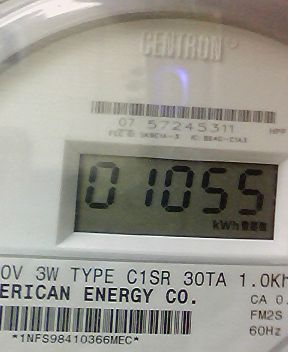 CENTRON®
07 57245311
01055
kWh
0V 3W TYPE C1SR 30TA 1.0Kh
ERICAN ENERGY CO.
CA 0.
FM2S
60Hz
*1NFS98410366MEC*